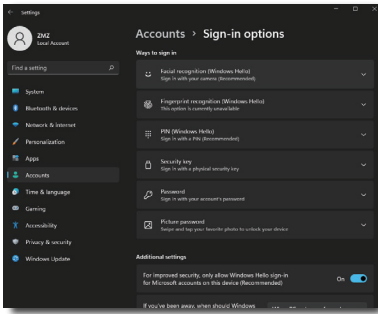 Settings
ZMZ
Local Account
Find a setting
System
Bluetooth & devices
Network & internet
Personalization
Apps
Accounts
Time & language
Gaming
Accessibility
Privacy & security
Windows Update
Accounts > Sign-in options
Ways to sign in
Facial recognition (Windows Hello)
Sign in with your camera (Recommended)
Fingerprint recognition (Windows Hello)
This option is currently unavailable
PIN (Windows Hello)
Sign in with a PIN (Recommended)
Security key
Sign in with a physical security key
Password
Sign in with your account's password
Picture password
Swipe and tap your favorite photo to unlock your device
Additional settings
For improved security, only allow Windows Hello sign-in
for Microsoft accounts on this device (Recommended)
On
If you've been away, when should Windows